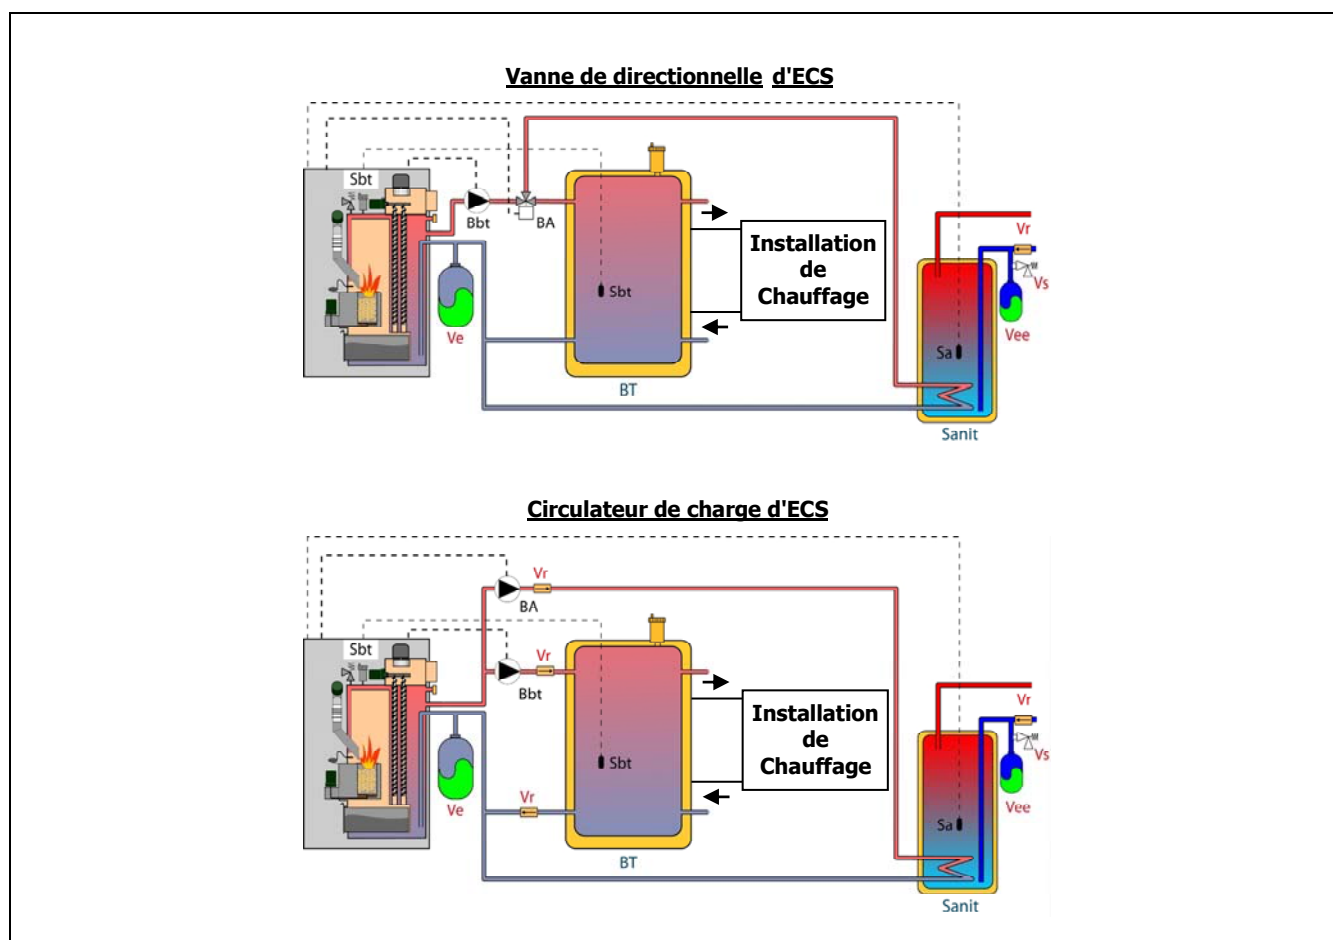 Vanne de directionnelle d'ECS
Sbt
Bbt
BA
Sbt
Installation
de
Chauffage
Vr
Vs
Ve
Vee
Sa
BT
Sanit
Circulateur de charge d'ECS
Vr
BA
Sbt
Vr
Bbt
Sbt
Installation
de
Chauffage
Vr
Vs
Ve
Vr
Vee
Sa
BT
Sanit